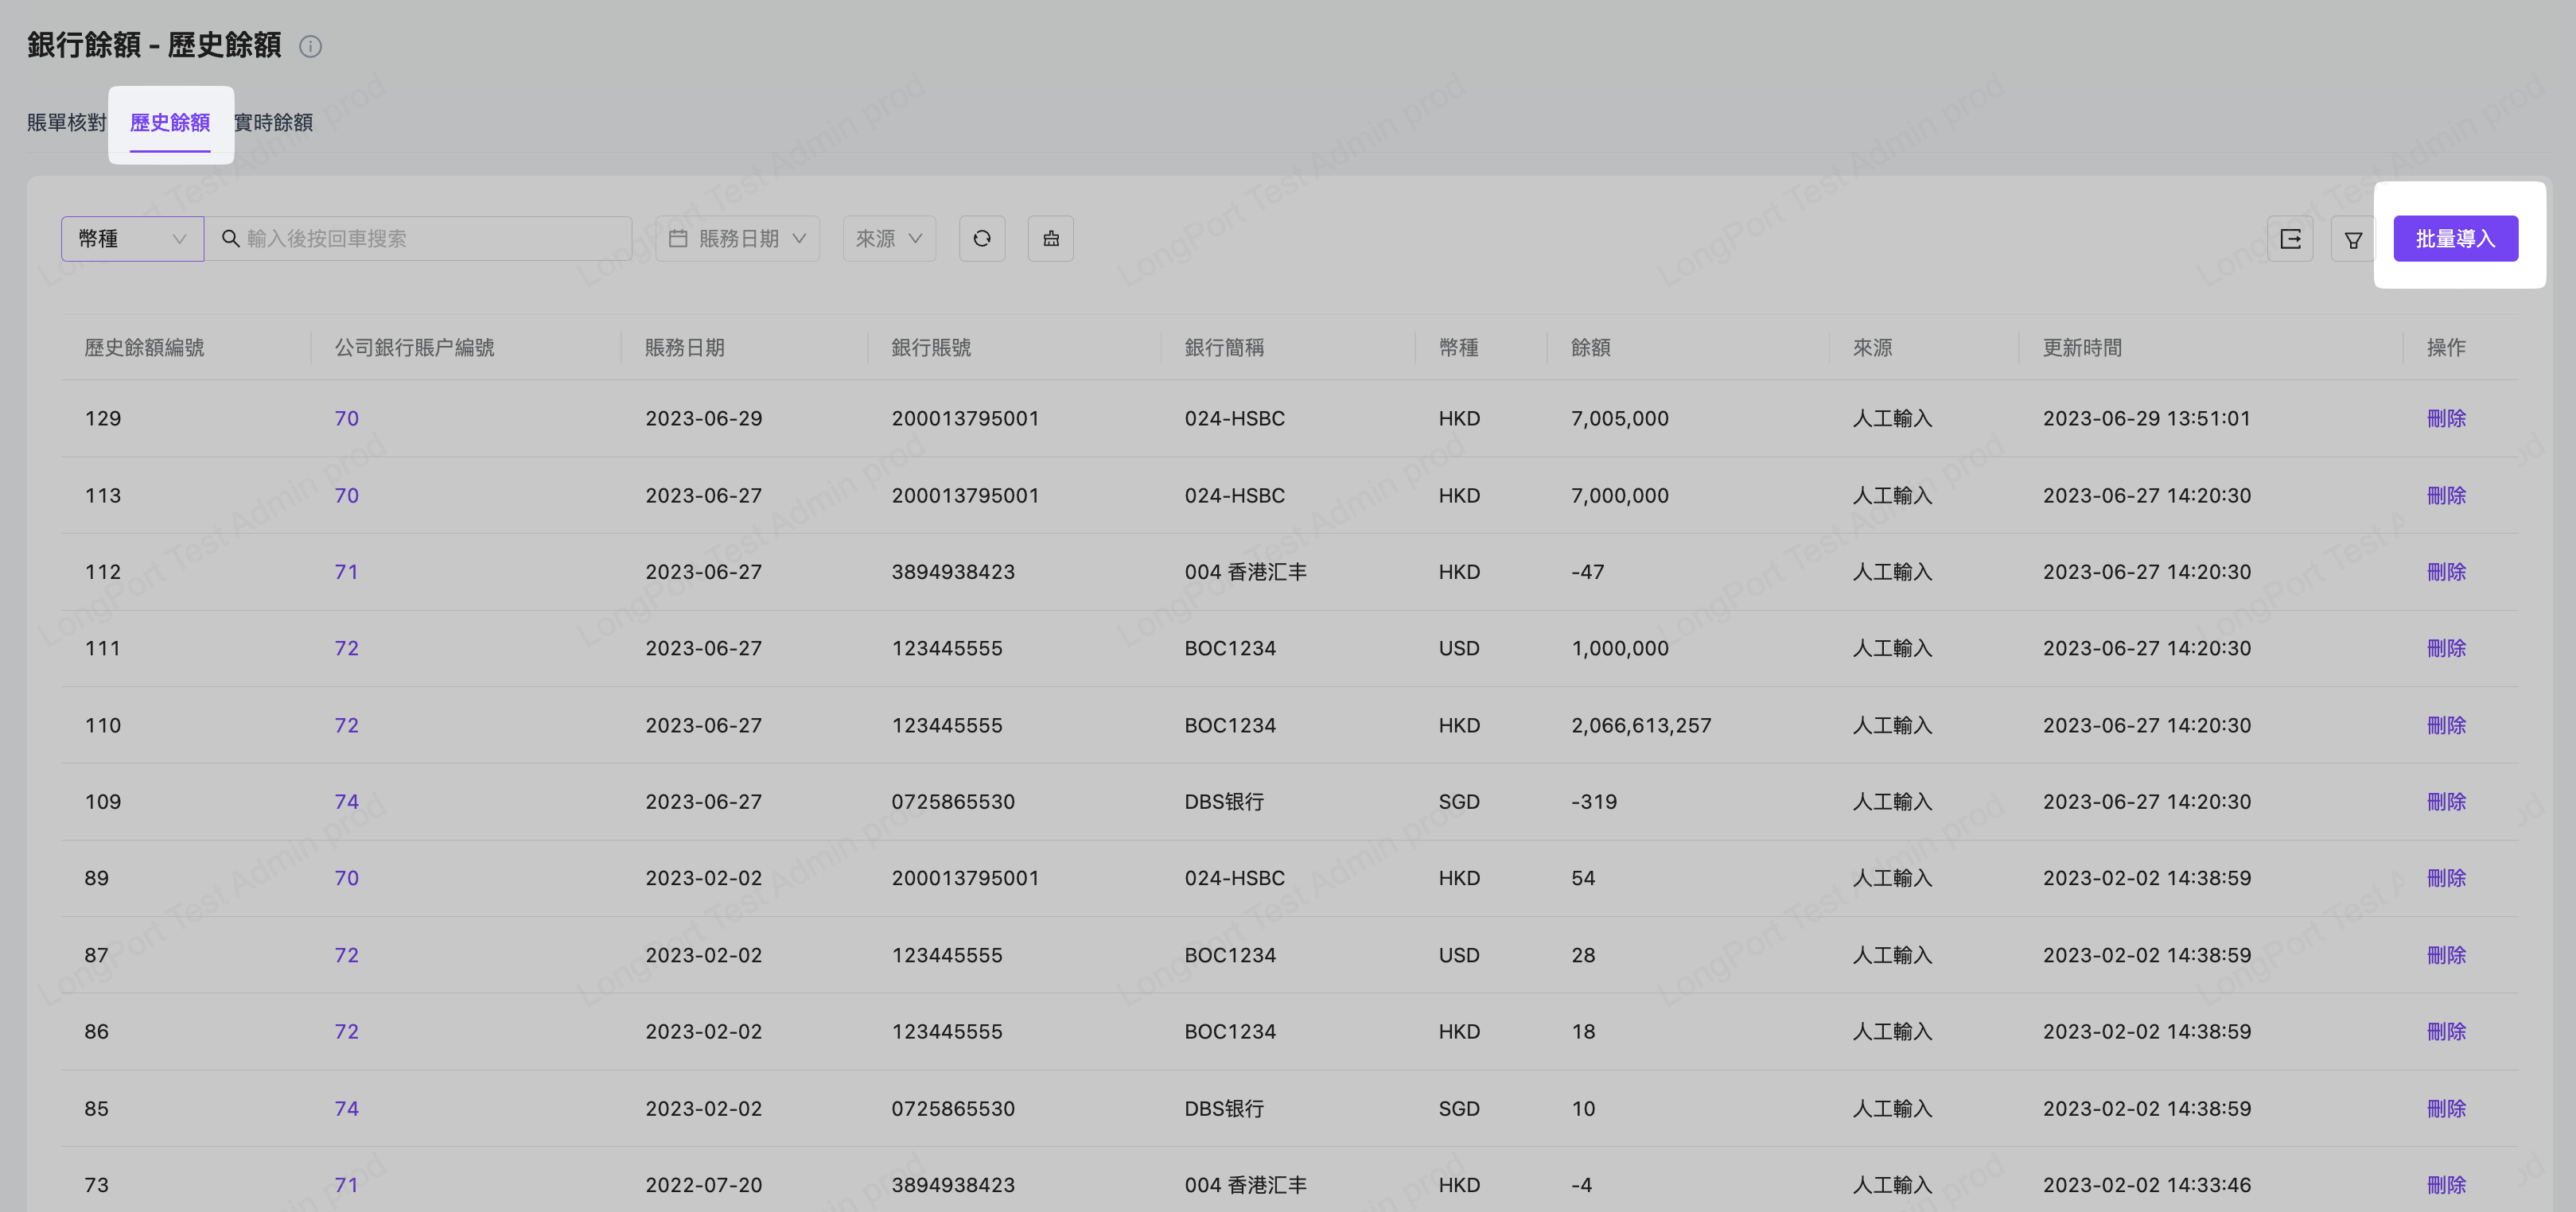 銀行餘額 - 歷史餘額
賬單核對 歷史餘額 實時餘額
幣種 輸入後按回車搜索 賬務日期 來源 批量導入
歷史餘額編號 公司銀行賬戶編號 賬務日期 銀行賬號 銀行簡稱 幣種 餘額 來源 更新時間 操作
129 70 2023-06-29 200013795001 024-HSBC HKD 7,005,000 人工輸入 2023-06-29 13:51:01 刪除
113 70 2023-06-27 200013795001 024-HSBC HKD 7,000,000 人工輸入 2023-06-27 14:20:30 刪除
112 71 2023-06-27 3894938423 004 香港汇丰 HKD -47 人工輸入 2023-06-27 14:20:30 刪除
111 72 2023-06-27 123445555 BOC1234 USD 1,000,000 人工輸入 2023-06-27 14:20:30 刪除
110 72 2023-06-27 123445555 BOC1234 HKD 2,066,613,257 人工輸入 2023-06-27 14:20:30 刪除
109 74 2023-06-27 0725865530 DBS银行 SGD -319 人工輸入 2023-06-27 14:20:30 刪除
89 70 2023-02-02 200013795001 024-HSBC HKD 54 人工輸入 2023-02-02 14:38:59 刪除
87 72 2023-02-02 123445555 BOC1234 USD 28 人工輸入 2023-02-02 14:38:59 刪除
86 72 2023-02-02 123445555 BOC1234 HKD 18 人工輸入 2023-02-02 14:38:59 刪除
85 74 2023-02-02 0725865530 DBS银行 SGD 10 人工輸入 2023-02-02 14:38:59 刪除
73 71 2022-07-20 3894938423 004 香港汇丰 HKD -4 人工輸入 2023-02-02 14:33:46 刪除
LongPort Test Admin prod